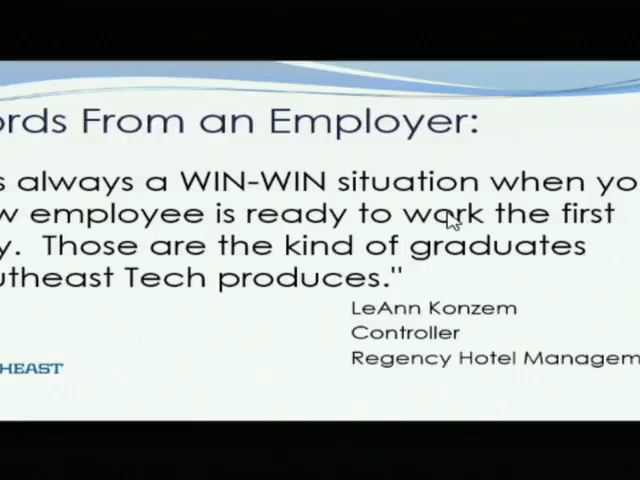 ords From an Employer:
s always a WIN-WIN situation when yo
w employee is ready to work the first
y. Those are the kind of graduates
utheast Tech produces."
LeAnn Konzem
Controller
Regency Hotel Managem
HEAST